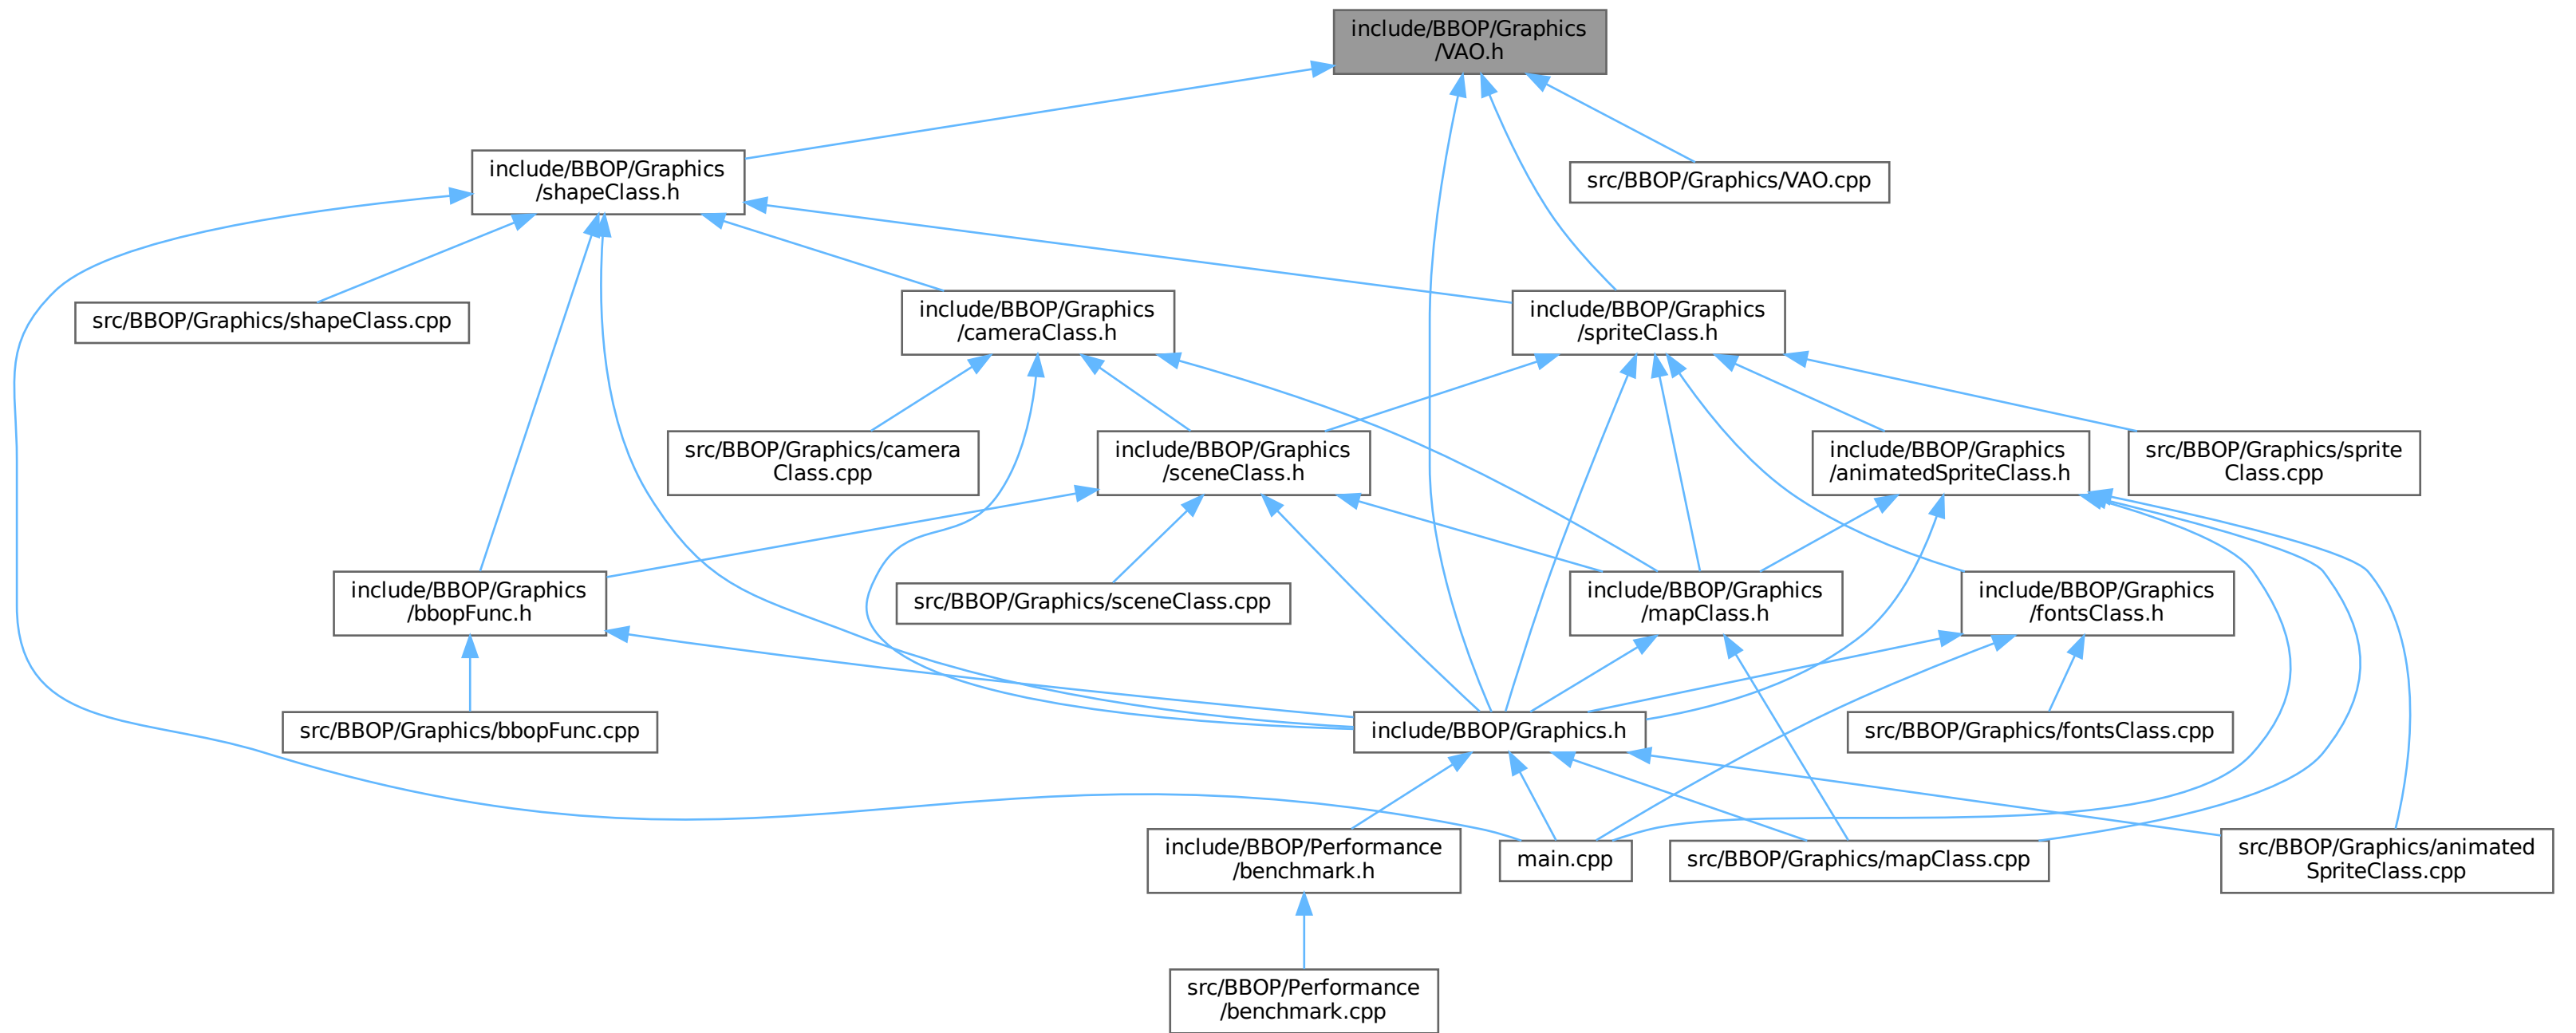 include/BBOP/Graphics
/VAO.h
include/BBOP/Graphics
/shapeClass.h
src/BBOP/Graphics/VAO.cpp
src/BBOP/Graphics/shapeClass.cpp
include/BBOP/Graphics
/cameraClass.h
include/BBOP/Graphics
/spriteClass.h
src/BBOP/Graphics/camera
Class.cpp
include/BBOP/Graphics
/sceneClass.h
include/BBOP/Graphics
/animatedSpriteClass.h
src/BBOP/Graphics/sprite
Class.cpp
include/BBOP/Graphics
/bbopFunc.h
src/BBOP/Graphics/sceneClass.cpp
include/BBOP/Graphics
/mapClass.h
include/BBOP/Graphics
/fontsClass.h
src/BBOP/Graphics/bbopFunc.cpp
include/BBOP/Graphics.h
src/BBOP/Graphics/fontsClass.cpp
include/BBOP/Performance
/benchmark.h
main.cpp
src/BBOP/Graphics/mapClass.cpp
src/BBOP/Graphics/animated
SpriteClass.cpp
src/BBOP/Performance
/benchmark.cpp